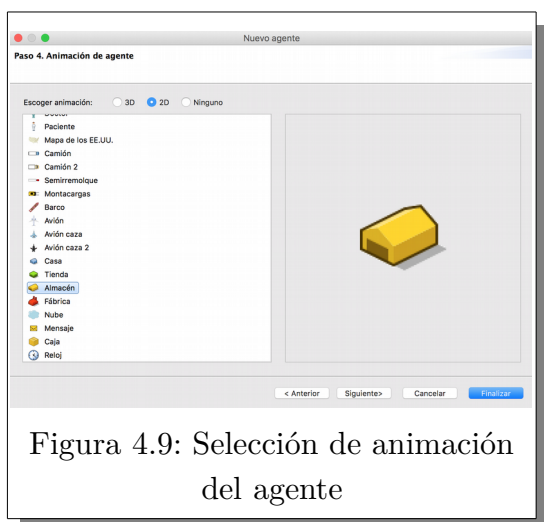 Nuevo agente
Paso 4. Animación de agente
Escoger animación: 3D 2D Ninguno
Paciente
Mapa de los EE.UU.
Camión
Camión 2
Semirremolque
Montacargas
Barco
Avión
Avión caza
Avión caza 2
Casa
Tienda
Almacén
Fábrica
Nube
Mensaje
Caja
Reloj
< Anterior Siguiente> Cancelar Finalizar
Figura 4.9: Selección de animación
del agente